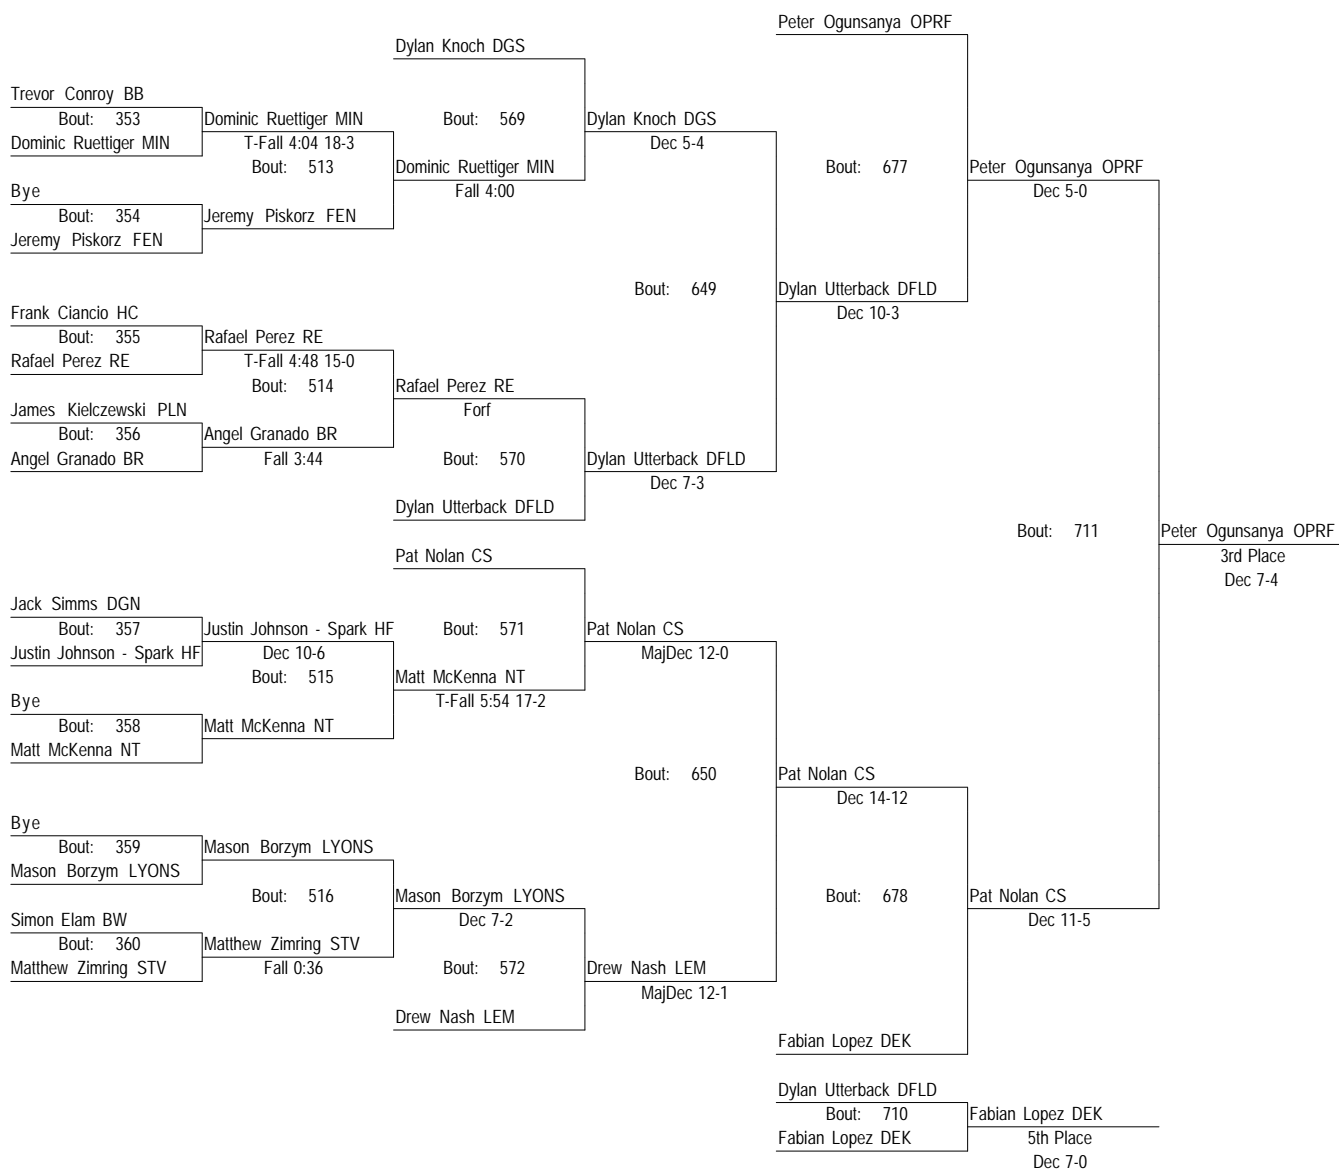 Peter Ogunsanya OPRF
Dylan Knoch DGS
Trevor Conroy BB
Bout: 353
Dominic Ruettiger MIN
Dominic Ruettiger MIN
T-Fall 4:04 18-3
Bout: 513
Bout: 569
Dylan Knoch DGS
Dec 5-4
Dominic Ruettiger MIN
Fall 4:00
Bout: 677
Peter Ogunsanya OPRF
Dec 5-0
Bye
Bout: 354
Jeremy Piskorz FEN
Jeremy Piskorz FEN
Bout: 649
Dylan Utterback DFLD
Dec 10-3
Frank Ciancio HC
Bout: 355
Rafael Perez RE
Rafael Perez RE
T-Fall 4:48 15-0
Bout: 514
Rafael Perez RE
Forf
James Kielczewski PLN
Bout: 356
Angel Granado BR
Angel Granado BR
Fall 3:44
Bout: 570
Dylan Utterback DFLD
Dec 7-3
Dylan Utterback DFLD
Bout: 711
Peter Ogunsanya OPRF
3rd Place
Dec 7-4
Pat Nolan CS
Jack Simms DGN
Bout: 357
Justin Johnson - Spark HF
Justin Johnson - Spark HF
Dec 10-6
Bout: 515
Bout: 571
Pat Nolan CS
MajDec 12-0
Matt McKenna NT
T-Fall 5:54 17-2
Bye
Bout: 358
Matt McKenna NT
Matt McKenna NT
Bout: 650
Pat Nolan CS
Dec 14-12
Bye
Bout: 359
Mason Borzym LYONS
Mason Borzym LYONS
Bout: 516
Mason Borzym LYONS
Dec 7-2
Bout: 678
Pat Nolan CS
Dec 11-5
Simon Elam BW
Bout: 360
Matthew Zimring STV
Matthew Zimring STV
Fall 0:36
Bout: 572
Drew Nash LEM
MajDec 12-1
Drew Nash LEM
Fabian Lopez DEK
Dylan Utterback DFLD
Bout: 710
Fabian Lopez DEK
Fabian Lopez DEK
5th Place
Dec 7-0